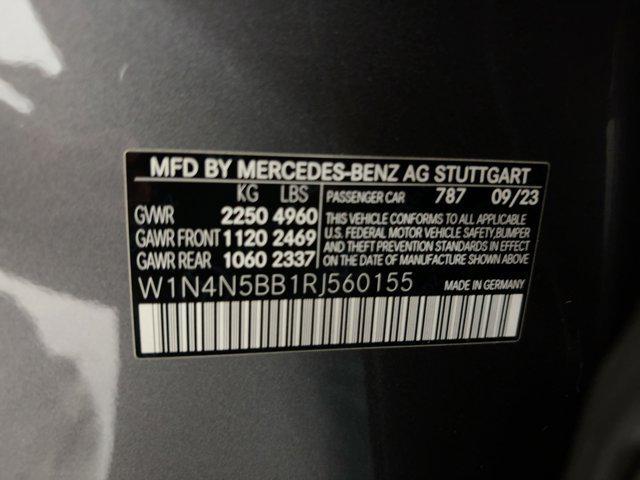 MFD BY MERCEDES-BENZ AG STUTTGART
KG LBS PASSENGER CAR 787 09/23
GVWR 2250 4960 THIS VEHICLE CONFORMS TO ALL APPLICABLE
GAWR FRONT 1120 2469 U.S. FEDERAL MOTOR VEHICLE SAFETY,BUMPER
AND THEFT PREVENTION STANDARDS IN EFFECT
GAWR REAR 1060 2337 ON THE DATE OF MANUFACTURE SHOWN ABOVE
W1N4N5BB1RJ560155 MADE IN GERMANY